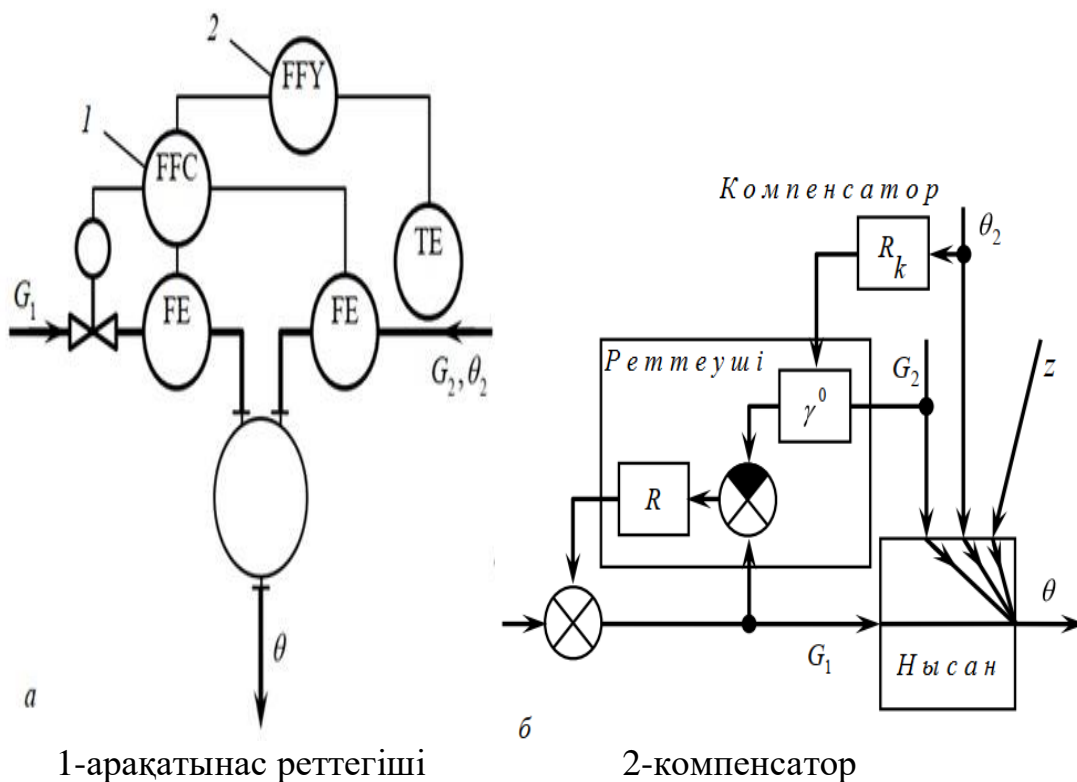 2
FFY
1
FFC
TE
G₁
FE
FE
G₂, θ₂
θ
а
Компенсатор
θ₂
R_k
Реттеуші
G₂
z
γ⁰
R
θ
G₁
Нысан
б
1-арақатынас реттегіші
2-компенсатор